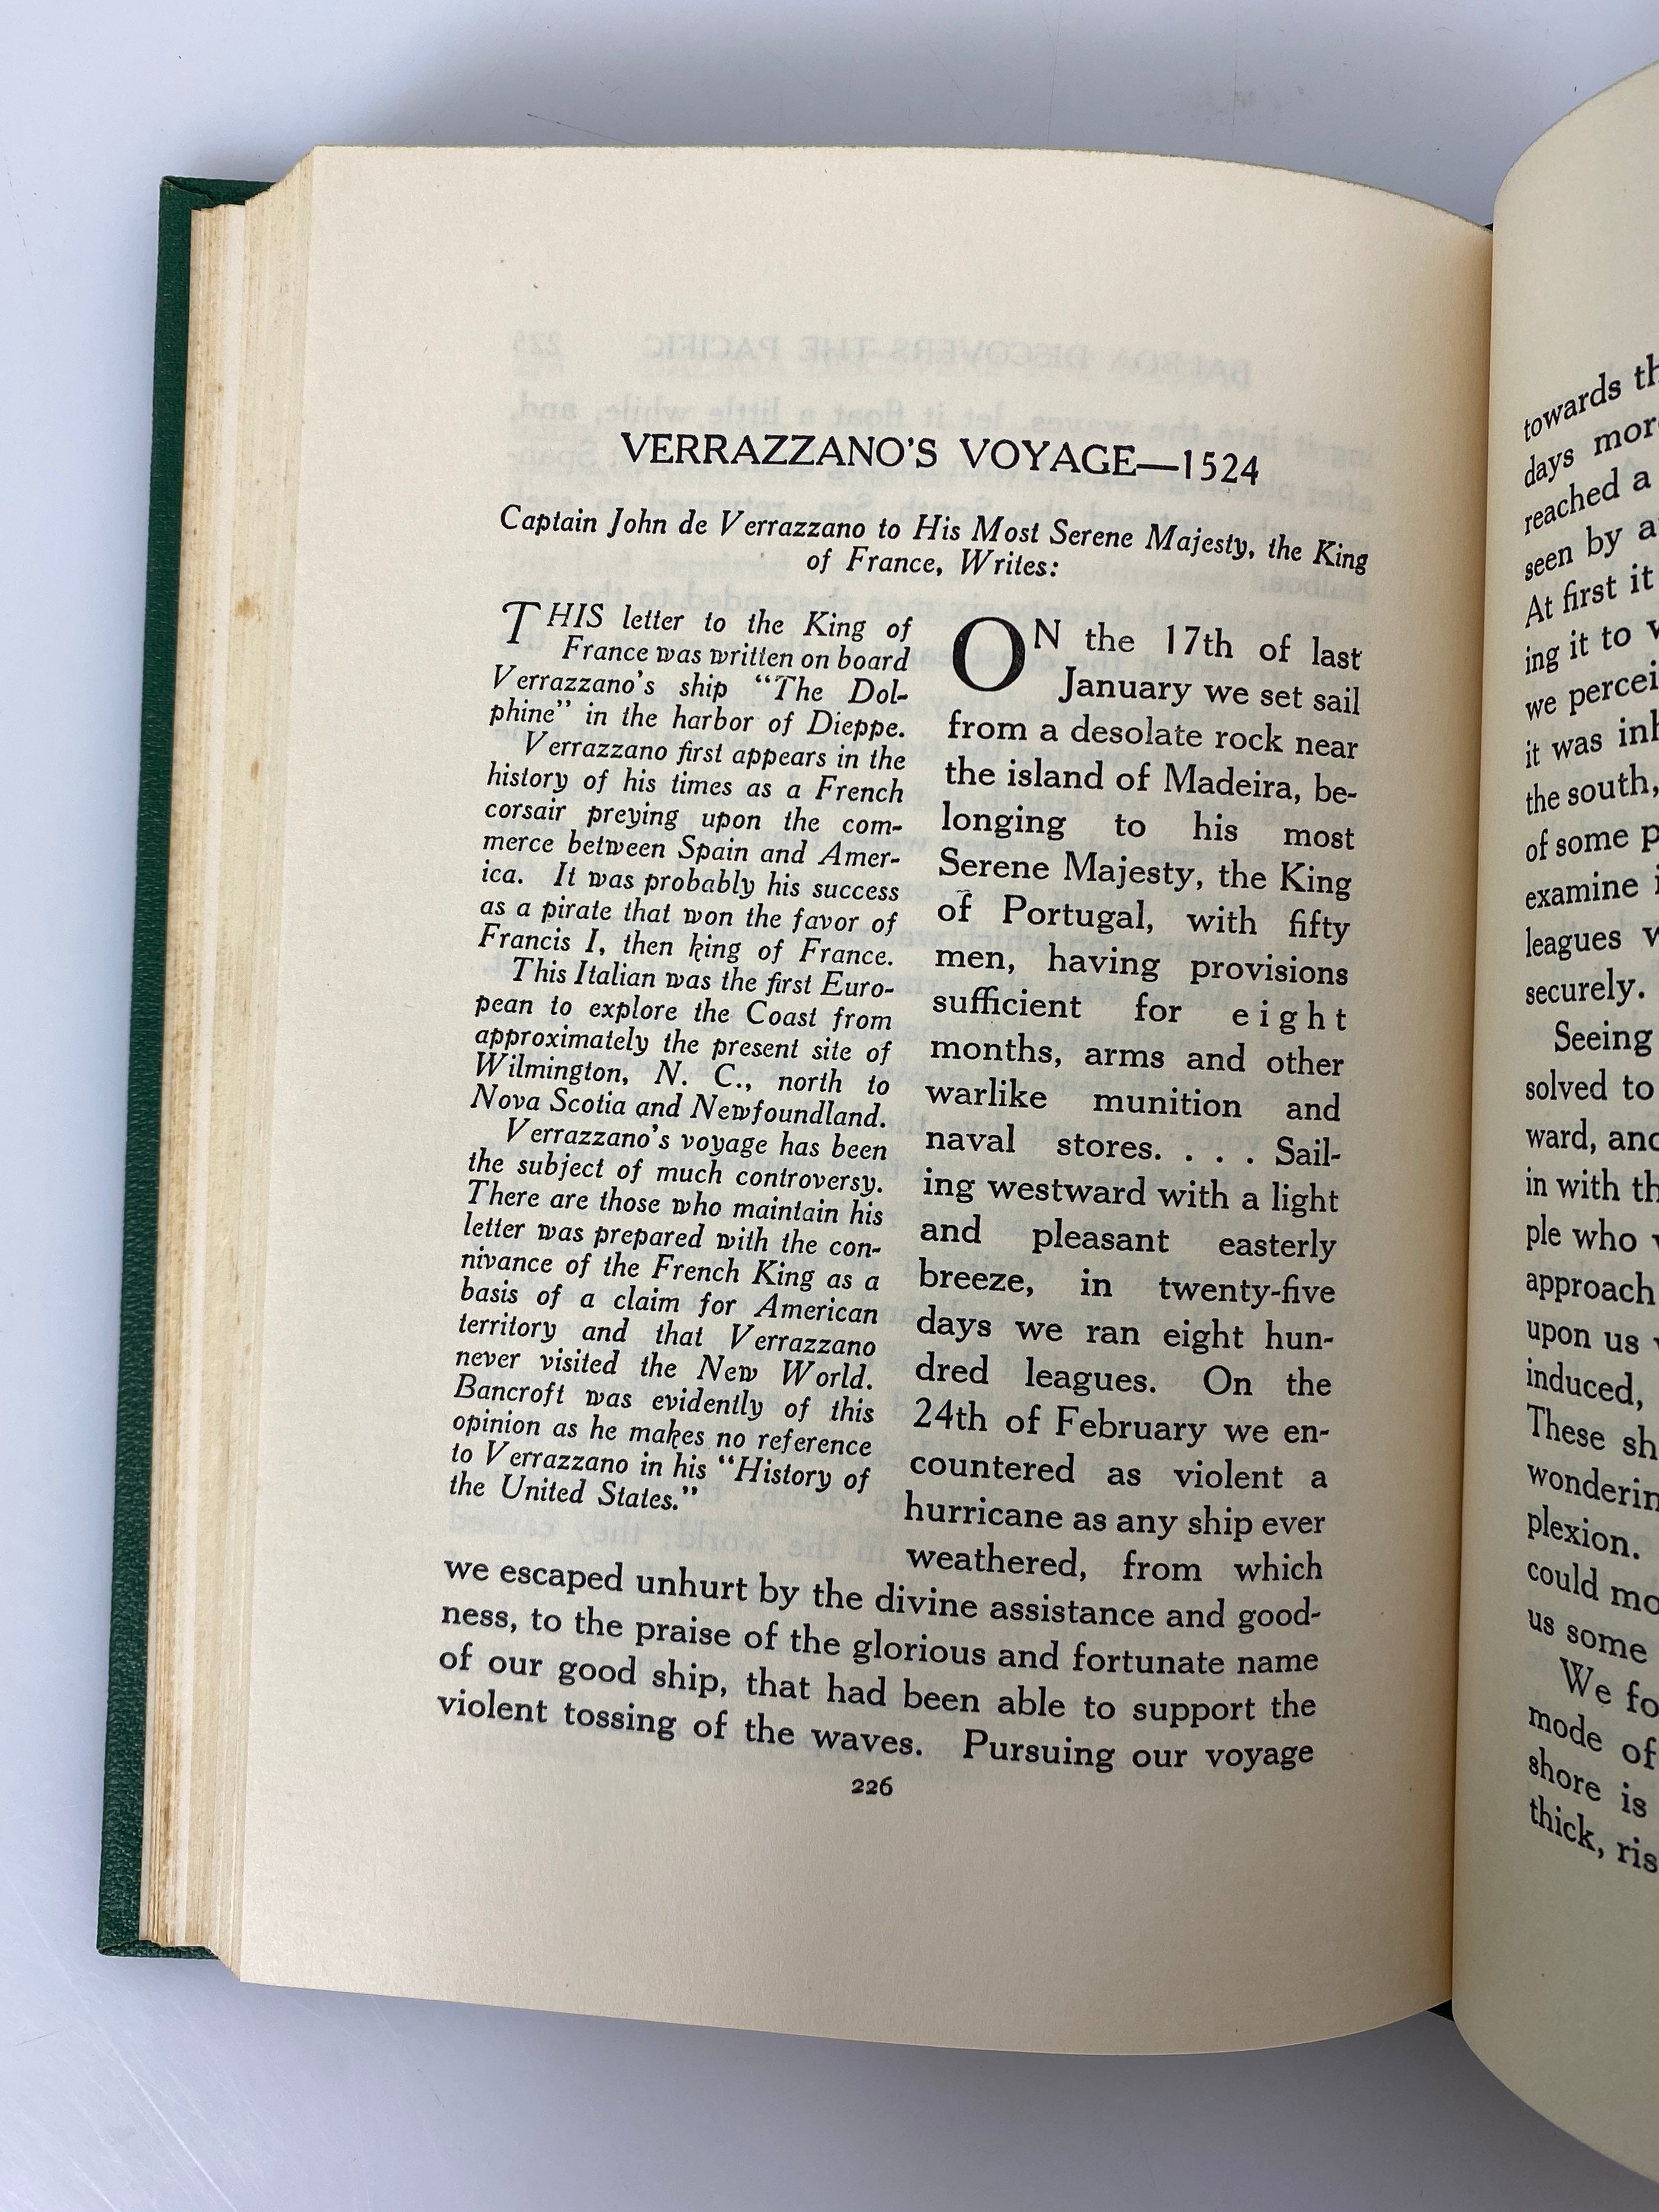 VERRAZZANO'S VOYAGE—1524
Captain John de Verrazzano to His Most Serene Majesty, the King
of France, Writes:
THIS letter to the King of
France was written on board
Verrazzano's ship "The Dol-
phine" in the harbor of Dieppe.
Verrazzano first appears in the
history of his times as a French
corsair preying upon the com-
merce between Spain and Amer-
ica. It was probably his success
as a pirate that won the favor of
Francis I, then king of France.
This Italian was the first Euro-
pean to explore the Coast from
approximately the present site of
Wilmington, N. C., north to
Nova Scotia and Newfoundland.
Verrazzano's voyage has been
the subject of much controversy.
There are those who maintain his
letter was prepared with the con-
nivance of the French King as a
basis of a claim for American
territory and that Verrazzano
never visited the New World.
Bancroft was evidently of this
opinion as he makes no reference
to Verrazzano in his "History of
the United States."
ON the 17th of last
January we set sail
from a desolate rock near
the island of Madeira, be-
longing to his most
Serene Majesty, the King
of Portugal, with fifty
men, having provisions
sufficient for eight
months, arms and other
warlike munition and
naval stores. . . . Sail-
ing westward with a light
and pleasant easterly
breeze, in twenty-five
days we ran eight hun-
dred leagues. On the
24th of February we en-
countered as violent a
hurricane as any ship ever
weathered, from which
we escaped unhurt by the divine assistance and good-
ness, to the praise of the glorious and fortunate name
of our good ship, that had been able to support the
violent tossing of the waves. Pursuing our voyage
226
towards
days
reached a
seen by
At first it
ing it to
we
it was
the south,
of some
examine
leagues
securely.
Seeing
solved to
ward,
in with
ple who
approach
upon us
induced,
These
plexion.
could
us some
We
mode of
shore is
thick,